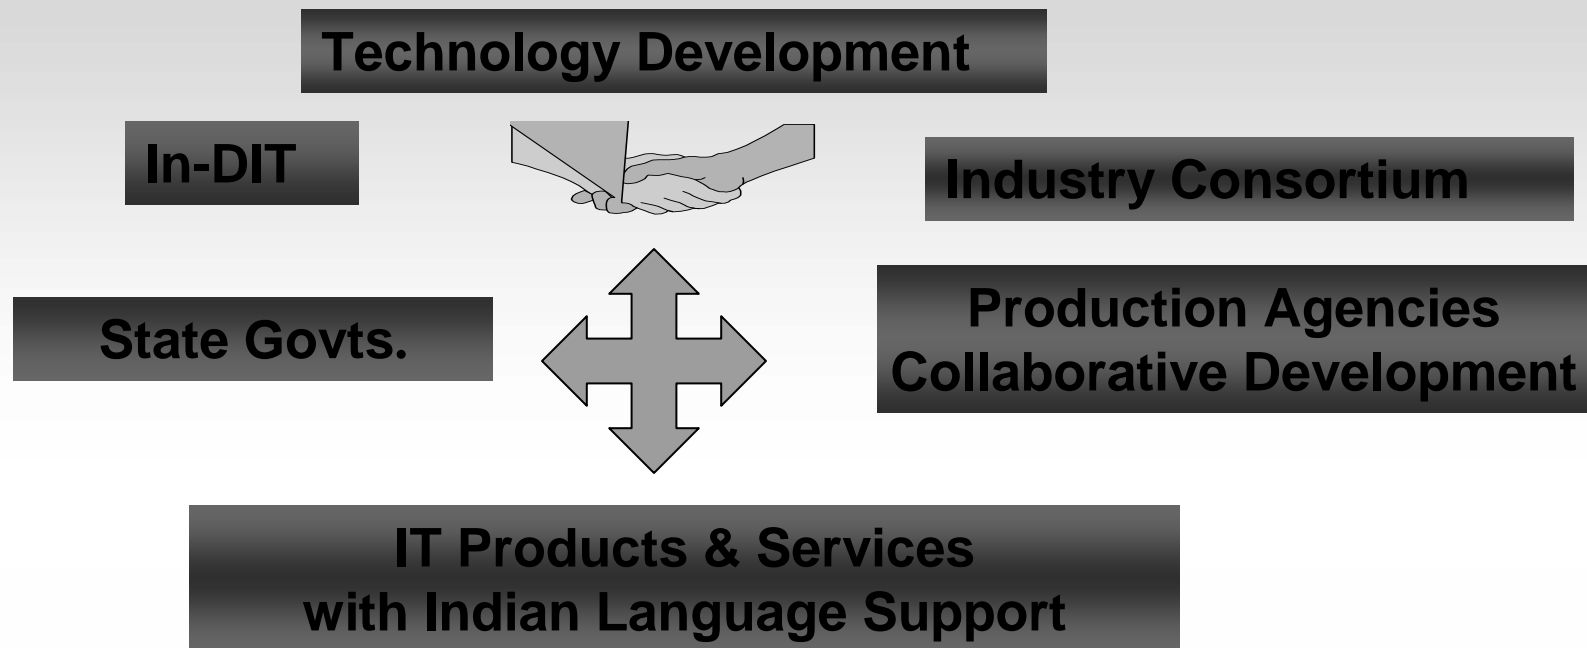 Technology Development
In-DIT
Industry Consortium
State Govts.
Production Agencies
Collaborative Development
IT Products & Services
with Indian Language Support